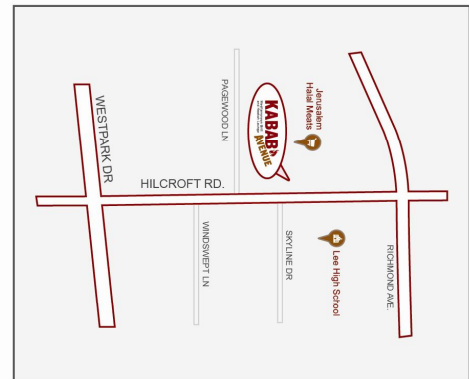 WESTPARK DR
PAGEWOOD LN
KABAB
AVENUE
Jerusalem
Halal Meats
HILCROFT RD.
WINDSWEPT LN
SKYLINE DR
Lee High School
RICHMOND AVE.